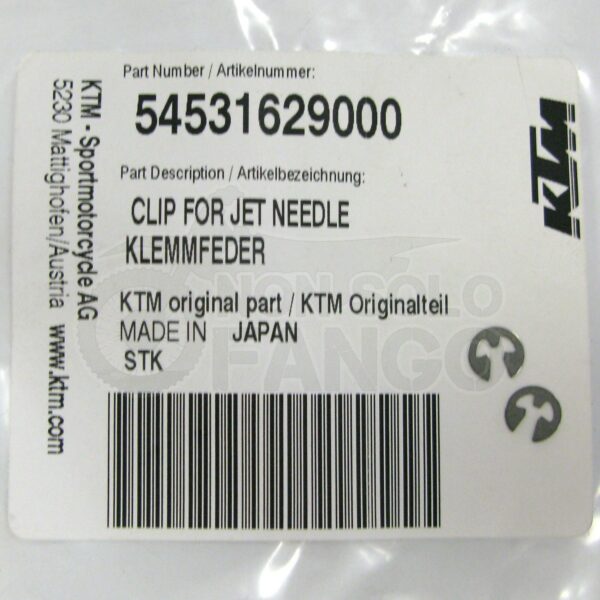 Part Number / Artikelnummer:
54531629000
Part Description / Artikelbezeichnung:
CLIP FOR JET NEEDLE
KLEMMFEDER
KTM original part / KTM Originalteil
MADE IN JAPAN
STK
KTM - Sportmotorcycle AG
5230 Mattighofen/Austria www.ktm.com
KTM
NON SOLO
FANGO